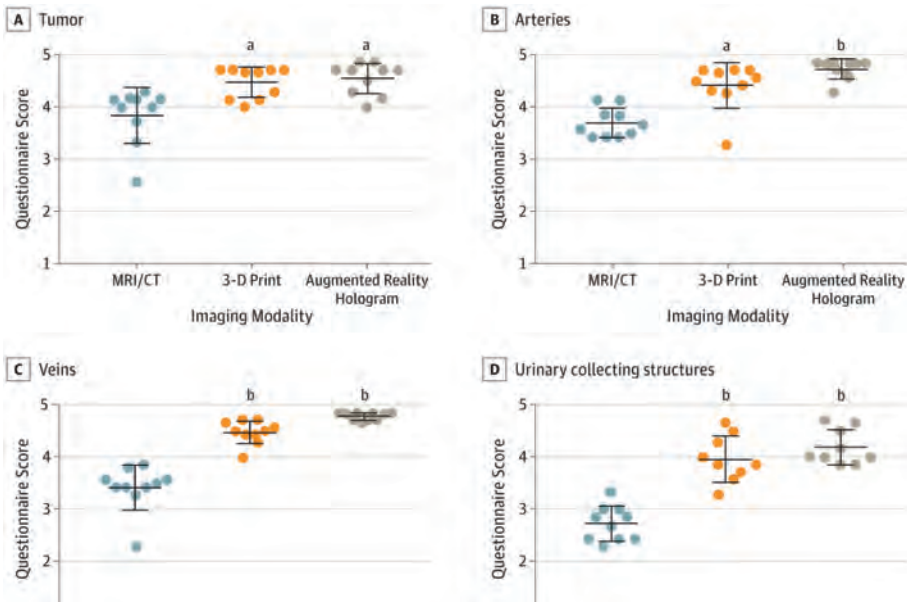 A Tumor
a a
5
4
3
2
1
Questionnaire Score
MRI/CT 3-D Print Augmented Reality
Hologram
Imaging Modality
B Arteries
a b
5
4
3
2
1
Questionnaire Score
MRI/CT 3-D Print Augmented Reality
Hologram
Imaging Modality
C Veins
b b
5
4
3
2
Questionnaire Score
D Urinary collecting structures
b b
5
4
3
2
Questionnaire Score